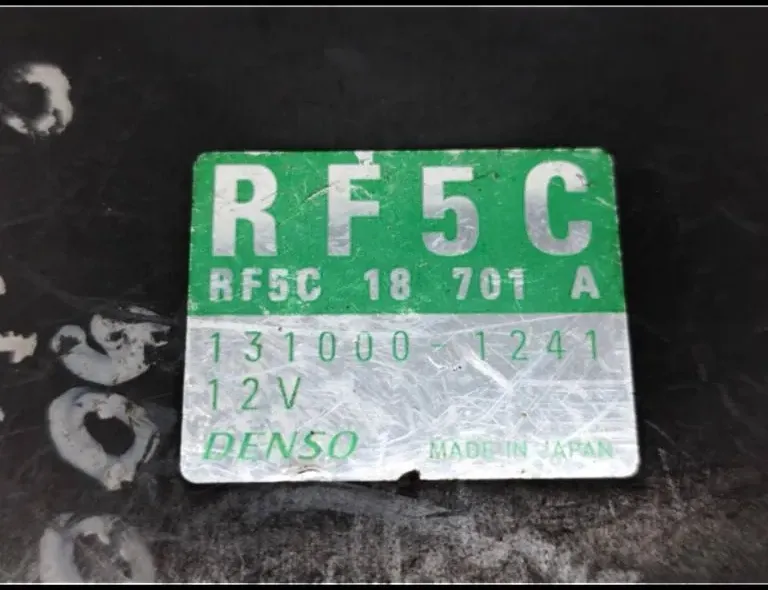 RF5C
RF5C 18 701 A
131000-1241
12V
DENSO MADE IN JAPAN